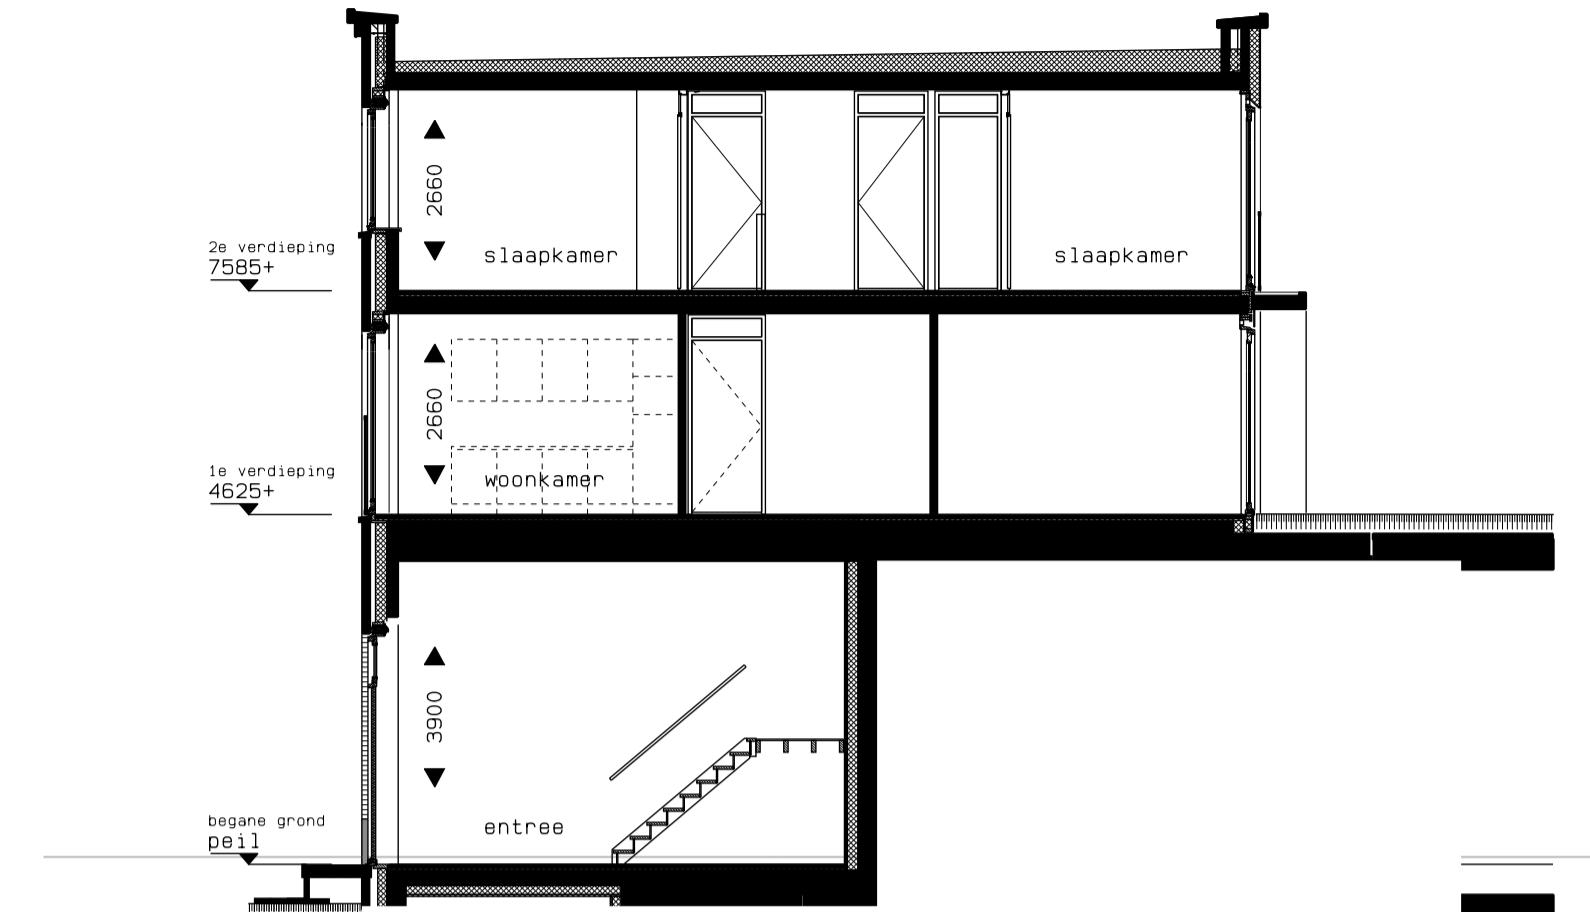 2660
2e verdieping
7585+
slaapkamer
slaapkamer
2660
1e verdieping
4625+
woonkamer
3900
begane grond
peil
entree